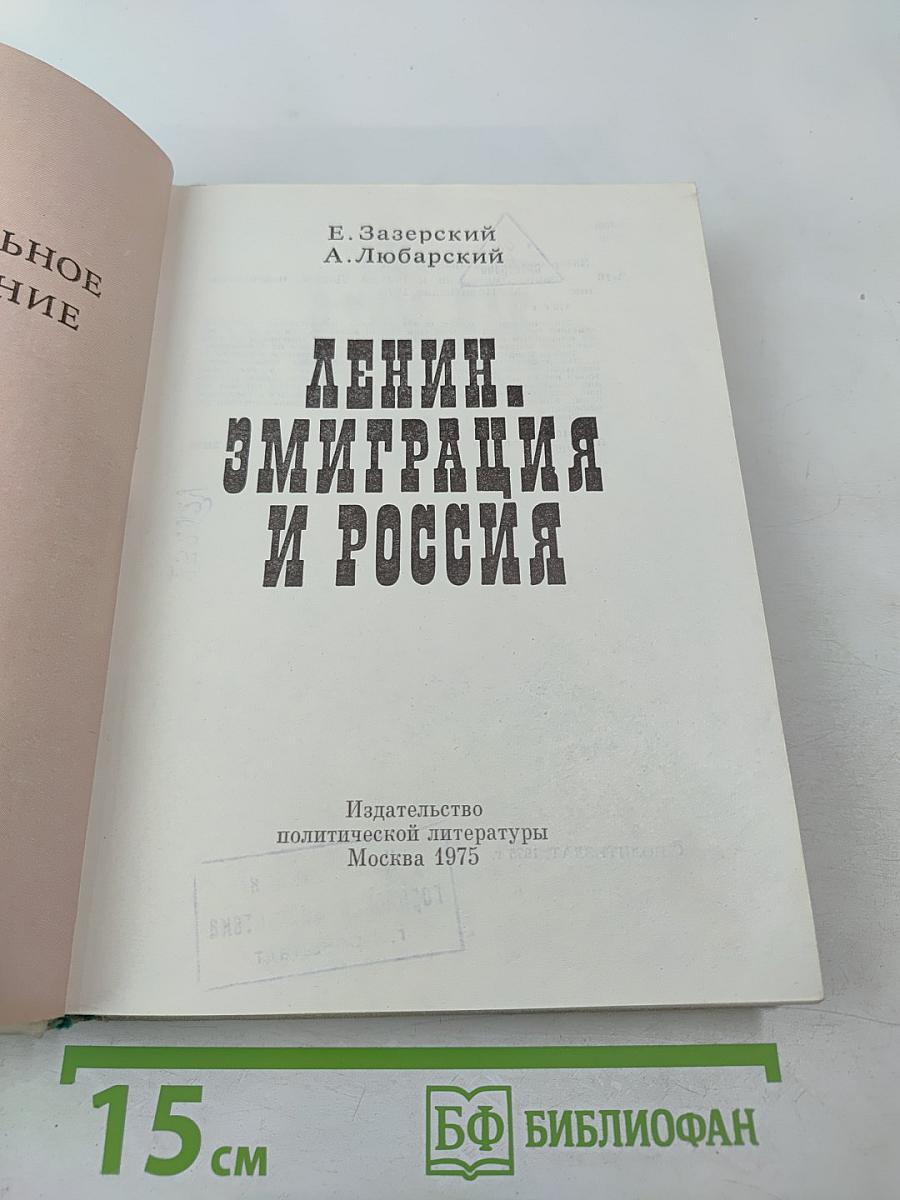 Е. Зазерский
А. Любарский
ЛЕНИН.
ЭМИГРАЦИЯ
И РОССИЯ
Издательство
политической литературы
Москва 1975
ЬНОЕ
НИЕ
15 см
БФ БИБЛИОФАН